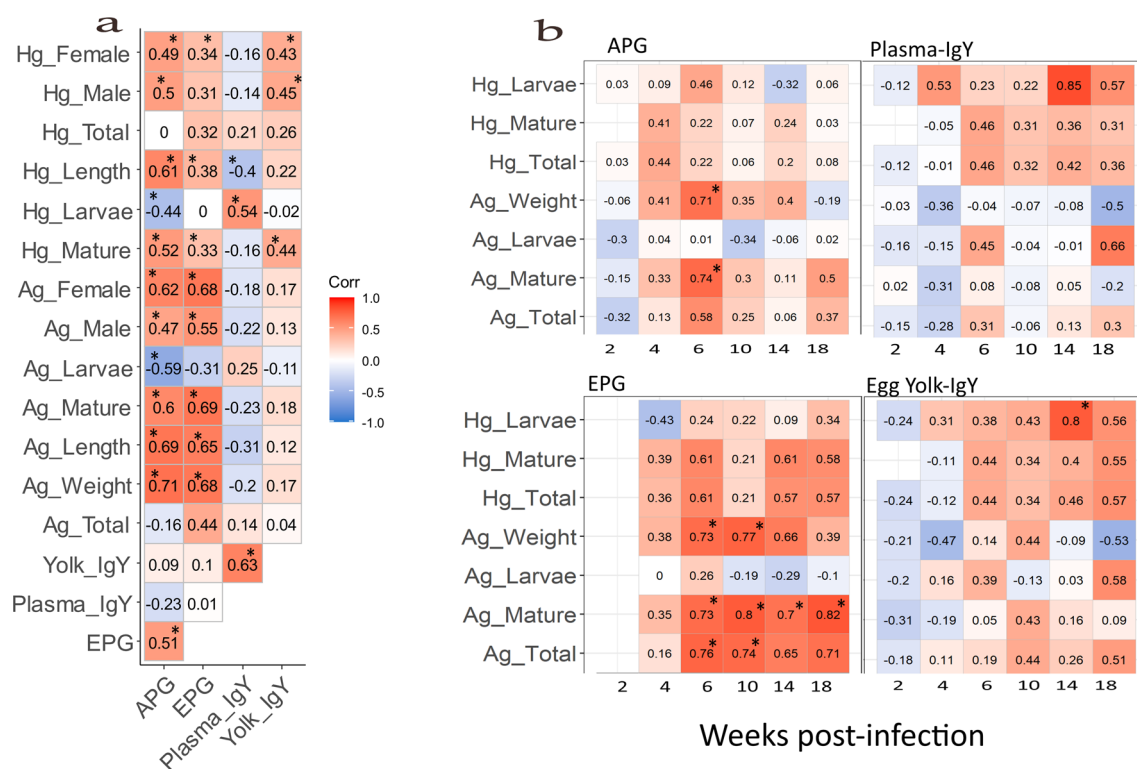 a
Hg_Female 0.49* 0.34* -0.16 0.43*
Hg_Male 0.5* 0.31 -0.14 0.45*
Hg_Total 0 0.32 0.21 0.26
Hg_Length 0.61* 0.38* -0.4* 0.22
Hg_Larvae -0.44* 0 0.54* -0.02
Hg_Mature 0.52* 0.33* -0.16 0.44*
Ag_Female 0.62* 0.68* -0.18 0.17
Ag_Male 0.47* 0.55* -0.22 0.13
Ag_Larvae -0.59* -0.31 0.25 -0.11
Ag_Mature 0.6* 0.69* -0.23 0.18
Ag_Length 0.69* 0.65* -0.31 0.12
Ag_Weight 0.71* 0.68* -0.2 0.17
Ag_Total -0.16 0.44 0.14 0.04
Yolk_IgY 0.09 0.1 0.63*
Plasma_IgY -0.23 0.01
EPG 0.51*
APG EPG Plasma_IgY Yolk_IgY
Corr
1.0
0.5
0.0
-0.5
-1.0
b
APG
Hg_Larvae 0.03 0.09 0.46 0.12 -0.32 0.06
Hg_Mature 0.41 0.22 0.07 0.24 0.03
Hg_Total 0.03 0.44 0.22 0.06 0.2 0.08
Ag_Weight -0.06 0.41 0.71* 0.35 0.4 -0.19
Ag_Larvae -0.3 0.04 0.01 -0.34 -0.06 0.02
Ag_Mature -0.15 0.33 0.74* 0.3 0.11 0.5
Ag_Total -0.32 0.13 0.58 0.25 0.06 0.37
2 4 6 10 14 18
Plasma-IgY
-0.12 0.53 0.23 0.22 0.85 0.57
-0.05 0.46 0.31 0.36 0.31
-0.12 -0.01 0.46 0.32 0.42 0.36
-0.03 -0.36 -0.04 -0.07 -0.08 -0.5
-0.16 -0.15 0.45 -0.04 -0.01 0.66
0.02 -0.31 0.08 -0.08 0.05 -0.2
-0.15 -0.28 0.31 -0.06 0.13 0.3
2 4 6 10 14 18
EPG
Hg_Larvae -0.43 0.24 0.22 0.09 0.34
Hg_Mature 0.39 0.61 0.21 0.61 0.58
Hg_Total 0.36 0.61 0.21 0.57 0.57
Ag_Weight 0.38 0.73* 0.77* 0.66 0.39
Ag_Larvae 0 0.26 -0.19 -0.29 -0.1
Ag_Mature 0.35 0.73* 0.8* 0.7* 0.82*
Ag_Total 0.16 0.76* 0.74* 0.65 0.71
2 4 6 10 14 18
Egg Yolk-IgY
-0.24 0.31 0.38 0.43 0.8* 0.56
-0.11 0.44 0.34 0.4 0.55
-0.24 -0.12 0.44 0.34 0.46 0.57
-0.21 -0.47 0.14 0.44 -0.09 -0.53
-0.2 0.16 0.39 -0.13 0.03 0.58
-0.31 -0.19 0.05 0.43 0.16 0.09
-0.18 0.11 0.19 0.44 0.26 0.51
2 4 6 10 14 18
Weeks post-infection